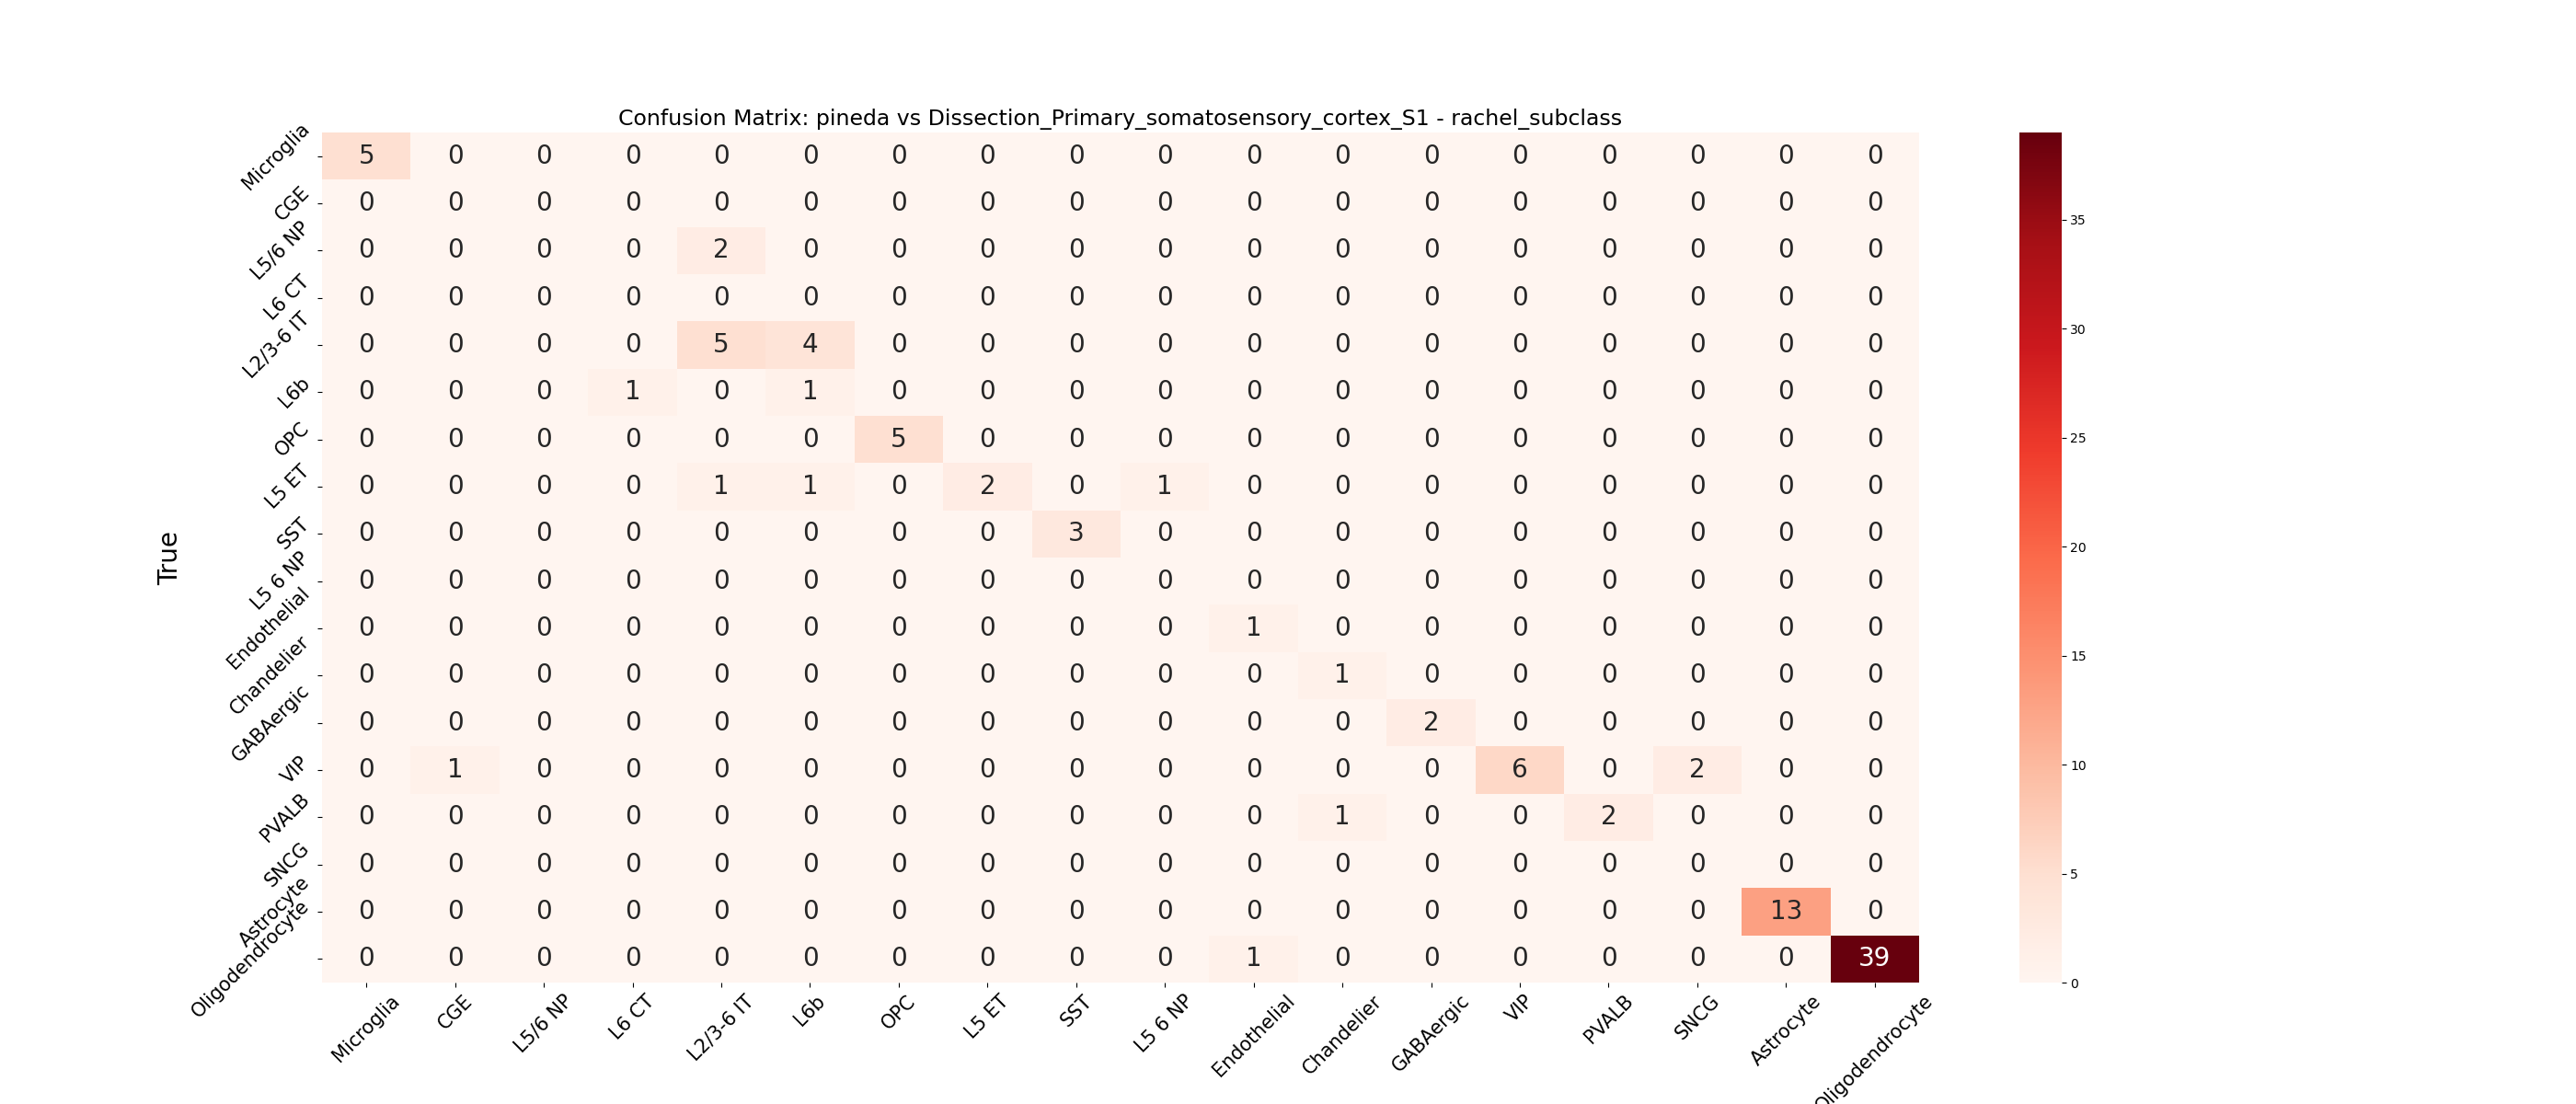 Confusion Matrix: pineda vs Dissection_Primary_somatosensory_cortex_S1 - rachel_subclass
True
Microglia 5 0 0 0 0 0 0 0 0 0 0 0 0 0 0 0 0 0
CGE 0 0 0 0 0 0 0 0 0 0 0 0 0 0 0 0 0 0
L5/6 NP 0 0 0 0 2 0 0 0 0 0 0 0 0 0 0 0 0 0
L6 CT 0 0 0 0 0 0 0 0 0 0 0 0 0 0 0 0 0 0
L2/3-6 IT 0 0 0 0 5 4 0 0 0 0 0 0 0 0 0 0 0 0
L6b 0 0 0 1 0 1 0 0 0 0 0 0 0 0 0 0 0 0
OPC 0 0 0 0 0 0 5 0 0 0 0 0 0 0 0 0 0 0
L5 ET 0 0 0 0 1 1 0 2 0 1 0 0 0 0 0 0 0 0
SST 0 0 0 0 0 0 0 0 3 0 0 0 0 0 0 0 0 0
L5 6 NP 0 0 0 0 0 0 0 0 0 0 0 0 0 0 0 0 0 0
Endothelial 0 0 0 0 0 0 0 0 0 0 1 0 0 0 0 0 0 0
Chandelier 0 0 0 0 0 0 0 0 0 0 0 1 0 0 0 0 0 0
GABAergic 0 0 0 0 0 0 0 0 0 0 0 0 2 0 0 0 0 0
VIP 0 1 0 0 0 0 0 0 0 0 0 0 0 6 0 2 0 0
PVALB 0 0 0 0 0 0 0 0 0 0 0 1 0 0 2 0 0 0
SNCG 0 0 0 0 0 0 0 0 0 0 0 0 0 0 0 0 0 0
Astrocyte 0 0 0 0 0 0 0 0 0 0 0 0 0 0 0 0 13 0
Oligodendrocyte 0 0 0 0 0 0 0 0 0 0 1 0 0 0 0 0 0 39
Microglia CGE L5/6 NP L6 CT L2/3-6 IT L6b OPC L5 ET SST L5 6 NP Endothelial Chandelier GABAergic VIP PVALB SNCG Astrocyte Oligodendrocyte
35
30
25
20
15
10
5
0